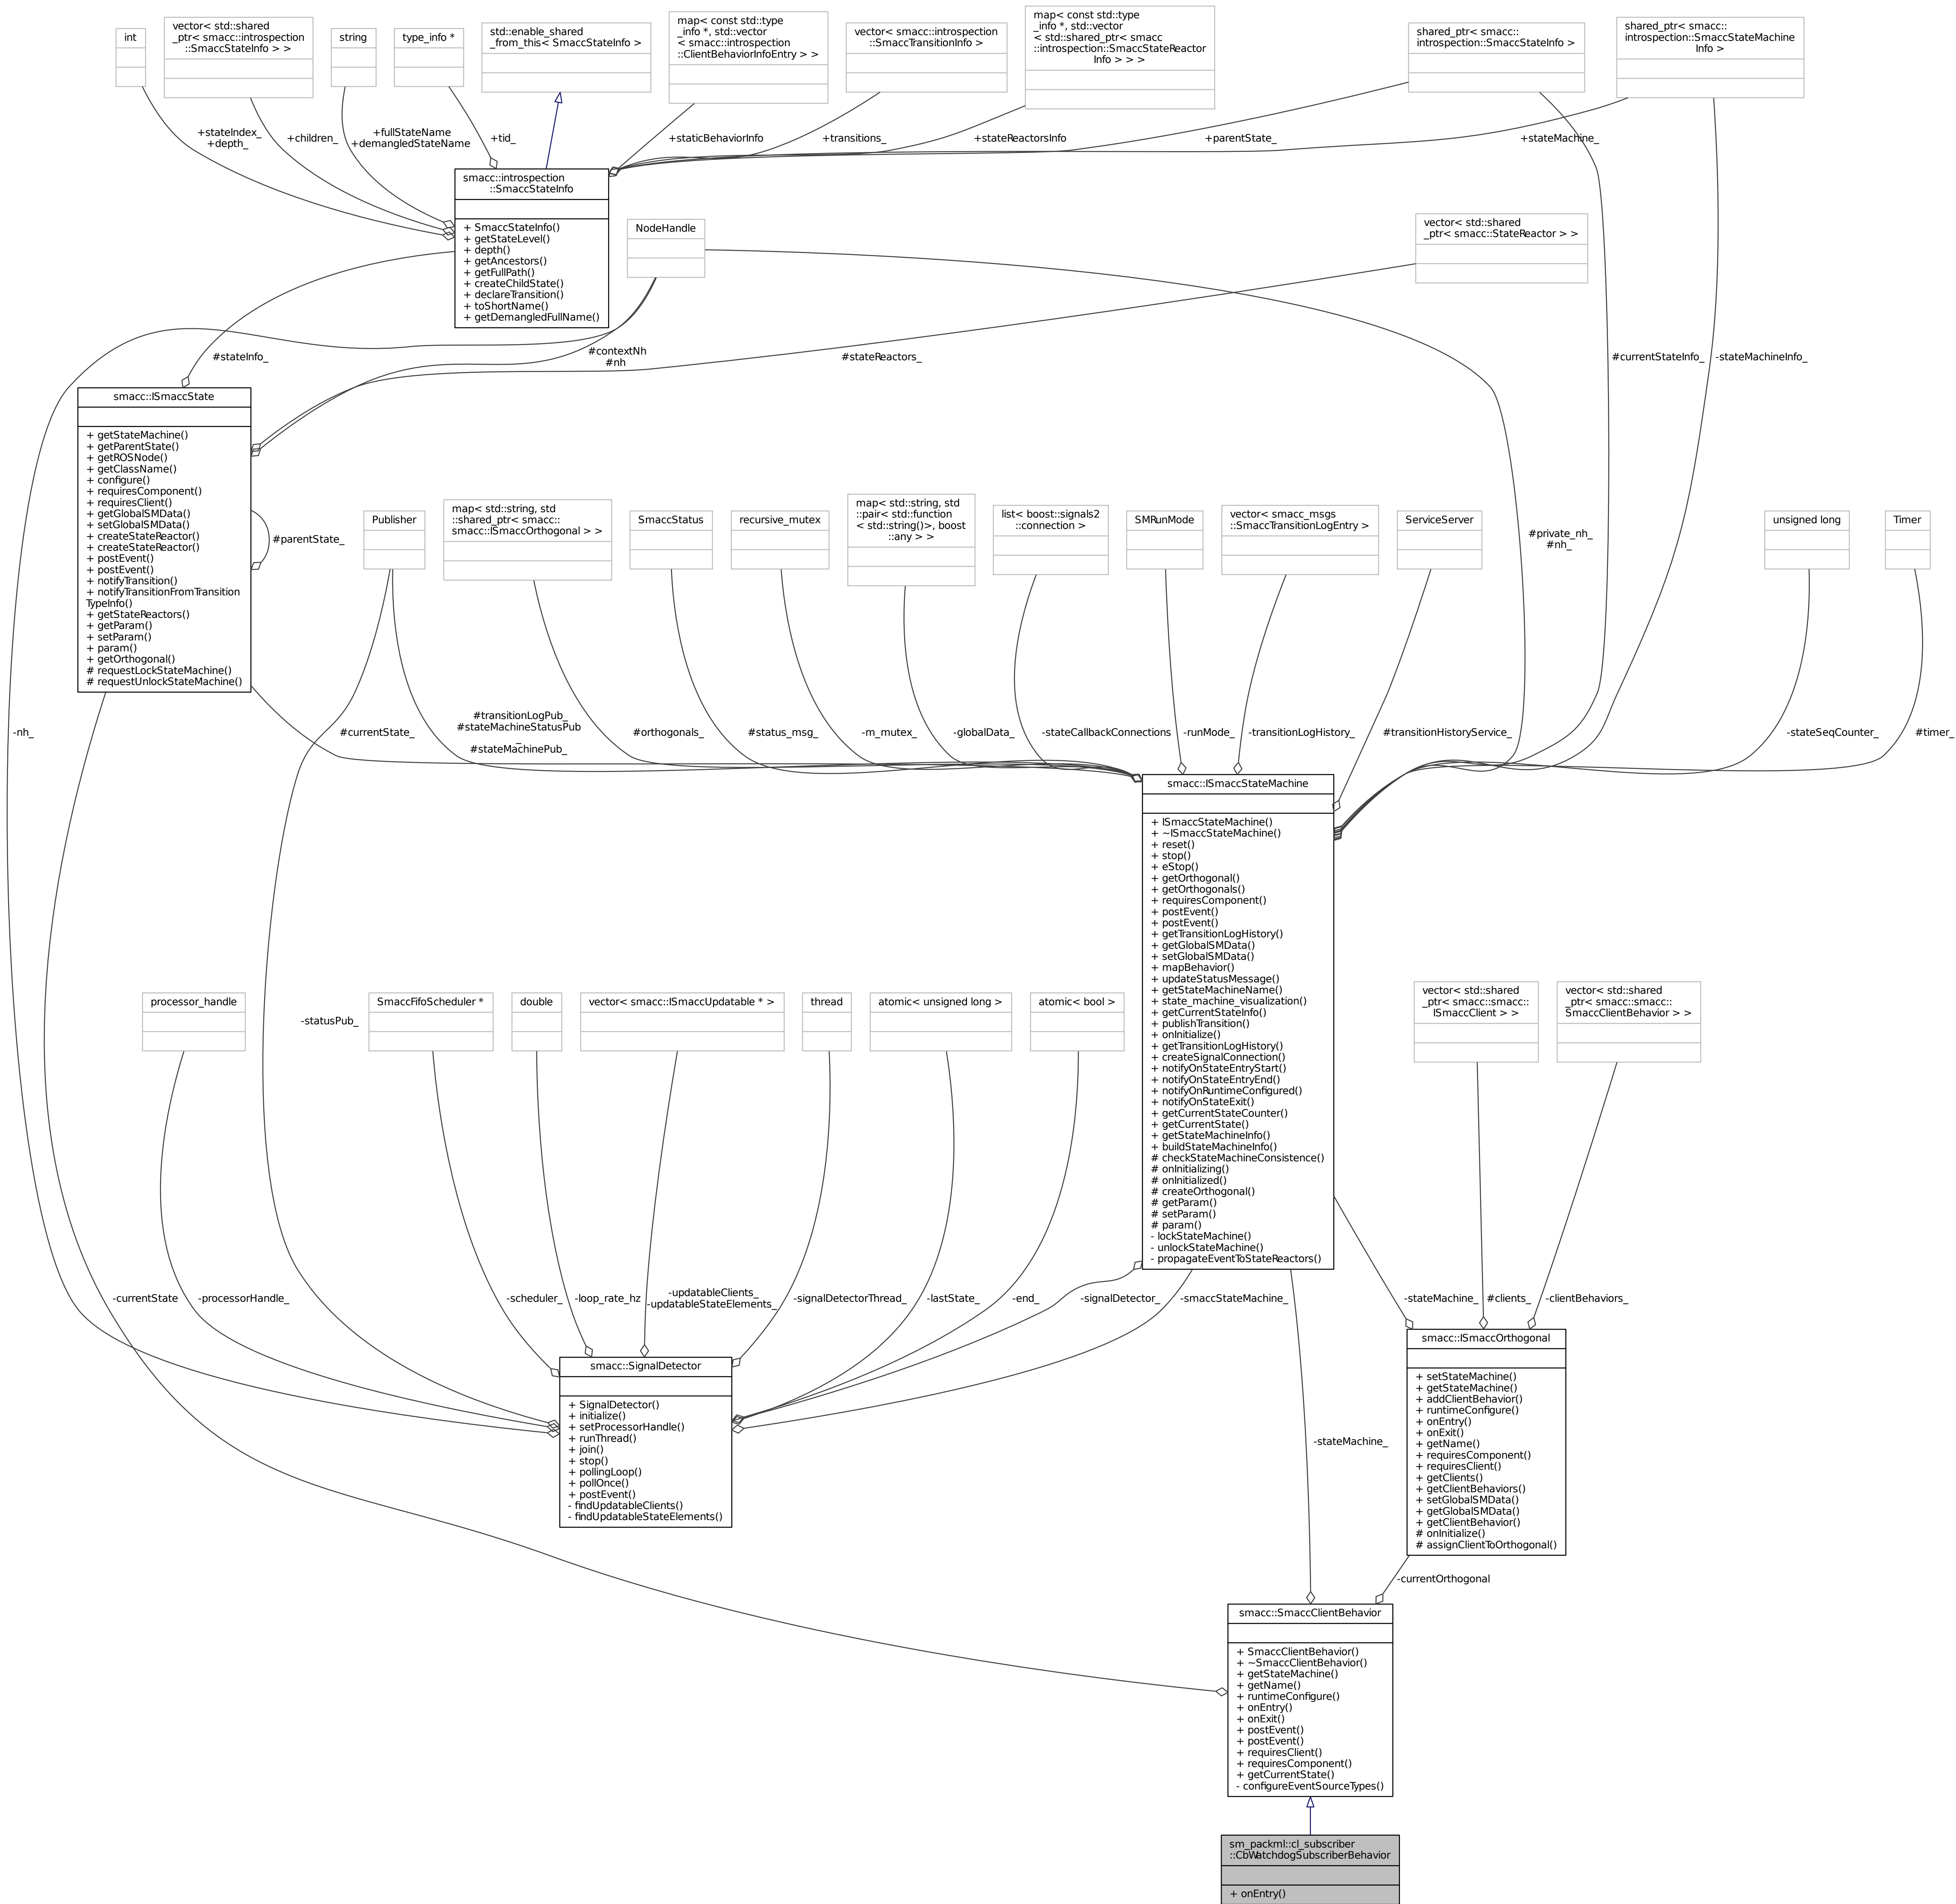 int
vector< std::shared
_ptr< smacc::introspection
::SmaccStateInfo > >
string
type_info *
std::enable_shared
_from_this< SmaccStateInfo >
map< const std::type
_info *, std::vector
< smacc::introspection
::ClientBehaviorInfoEntry > >
vector< smacc::introspection
::SmaccTransitionInfo >
map< const std::type
_info *, std::vector
< std::shared_ptr< smacc
::introspection::SmaccStateReactor
Info > > >
shared_ptr< smacc::
introspection::SmaccStateInfo >
shared_ptr< smacc::
introspection::SmaccStateMachine
Info >
+stateIndex_
+depth_
+children_
+fullStateName
+demangledStateName
+tid_
+staticBehaviorInfo
+transitions_
+stateReactorsInfo
+parentState_
+stateMachine_
smacc::introspection
::SmaccStateInfo
+ SmaccStateInfo()
+ getStateLevel()
+ depth()
+ getAncestors()
+ getFullPath()
+ createChildState()
+ declareTransition()
+ toShortName()
+ getDemangledFullName()
NodeHandle
vector< std::shared
_ptr< smacc::StateReactor > >
#stateInfo_
#contextNh
#nh
#stateReactors_
#currentStateInfo_
-stateMachineInfo_
smacc::ISmaccState
+ getStateMachine()
+ getParentState()
+ getROSNode()
+ getClassName()
+ configure()
+ requiresComponent()
+ requiresClient()
+ getGlobalSMData()
+ setGlobalSMData()
+ createStateReactor()
+ createStateReactor()
+ postEvent()
+ postEvent()
+ notifyTransition()
+ notifyTransitionFromTransition
TypeInfo()
+ getStateReactors()
+ getParam()
+ setParam()
+ param()
+ getOrthogonal()
# requestLockStateMachine()
# requestUnlockStateMachine()
#parentState_
Publisher
map< std::string, std
::shared_ptr< smacc::
smacc::ISmaccOrthogonal > >
SmaccStatus
recursive_mutex
map< std::string, std
::pair< std::function
< std::string()>, boost
::any > >
list< boost::signals2
::connection >
SMRunMode
vector< smacc_msgs
::SmaccTransitionLogEntry >
ServiceServer
#private_nh_
#nh_
unsigned long
Timer
-nh_
#currentState_
#transitionLogPub_
#stateMachineStatusPub
_
#stateMachinePub_
#orthogonals_
#status_msg_
-m_mutex_
-globalData_
-stateCallbackConnections
-runMode_
-transitionLogHistory_
#transitionHistoryService_
-stateSeqCounter_
#timer_
smacc::ISmaccStateMachine
+ ISmaccStateMachine()
+ ~ISmaccStateMachine()
+ reset()
+ stop()
+ eStop()
+ getOrthogonal()
+ getOrthogonals()
+ requiresComponent()
+ postEvent()
+ postEvent()
+ getTransitionLogHistory()
+ getGlobalSMData()
+ setGlobalSMData()
+ mapBehavior()
+ updateStatusMessage()
+ getStateMachineName()
+ state_machine_visualization()
+ getCurrentStateInfo()
+ publishTransition()
+ onInitialize()
+ getTransitionLogHistory()
+ createSignalConnection()
+ notifyOnStateEntryStart()
+ notifyOnStateEntryEnd()
+ notifyOnRuntimeConfigured()
+ notifyOnStateExit()
+ getCurrentStateCounter()
+ getCurrentState()
+ getStateMachineInfo()
+ buildStateMachineInfo()
# checkStateMachineConsistence()
# onInitializing()
# onInitialized()
# createOrthogonal()
# getParam()
# setParam()
# param()
- lockStateMachine()
- unlockStateMachine()
- propagateEventToStateReactors()
processor_handle
-statusPub_
SmaccFifoScheduler *
double
vector< smacc::ISmaccUpdatable * >
thread
atomic< unsigned long >
atomic< bool >
vector< std::shared
_ptr< smacc::smacc::
ISmaccClient > >
vector< std::shared
_ptr< smacc::smacc::
SmaccClientBehavior > >
-currentState
-processorHandle_
-scheduler_
-loop_rate_hz
-updatableClients_
-updatableStateElements_
-signalDetectorThread_
-lastState_
-end_
-signalDetector_
-smaccStateMachine_
-stateMachine_
#clients_
-clientBehaviors_
smacc::SignalDetector
+ SignalDetector()
+ initialize()
+ setProcessorHandle()
+ runThread()
+ join()
+ stop()
+ pollingLoop()
+ pollOnce()
+ postEvent()
- findUpdatableClients()
- findUpdatableStateElements()
smacc::ISmaccOrthogonal
+ setStateMachine()
+ getStateMachine()
+ addClientBehavior()
+ runtimeConfigure()
+ onEntry()
+ onExit()
+ getName()
+ requiresComponent()
+ requiresClient()
+ getClients()
+ getClientBehaviors()
+ setGlobalSMData()
+ getGlobalSMData()
+ getClientBehavior()
# onInitialize()
# assignClientToOrthogonal()
-stateMachine_
-currentOrthogonal
smacc::SmaccClientBehavior
+ SmaccClientBehavior()
+ ~SmaccClientBehavior()
+ getStateMachine()
+ getName()
+ runtimeConfigure()
+ onEntry()
+ onExit()
+ postEvent()
+ postEvent()
+ requiresClient()
+ requiresComponent()
+ getCurrentState()
- configureEventSourceTypes()
sm_packml::cl_subscriber
::CbWatchdogSubscriberBehavior
+ onEntry()